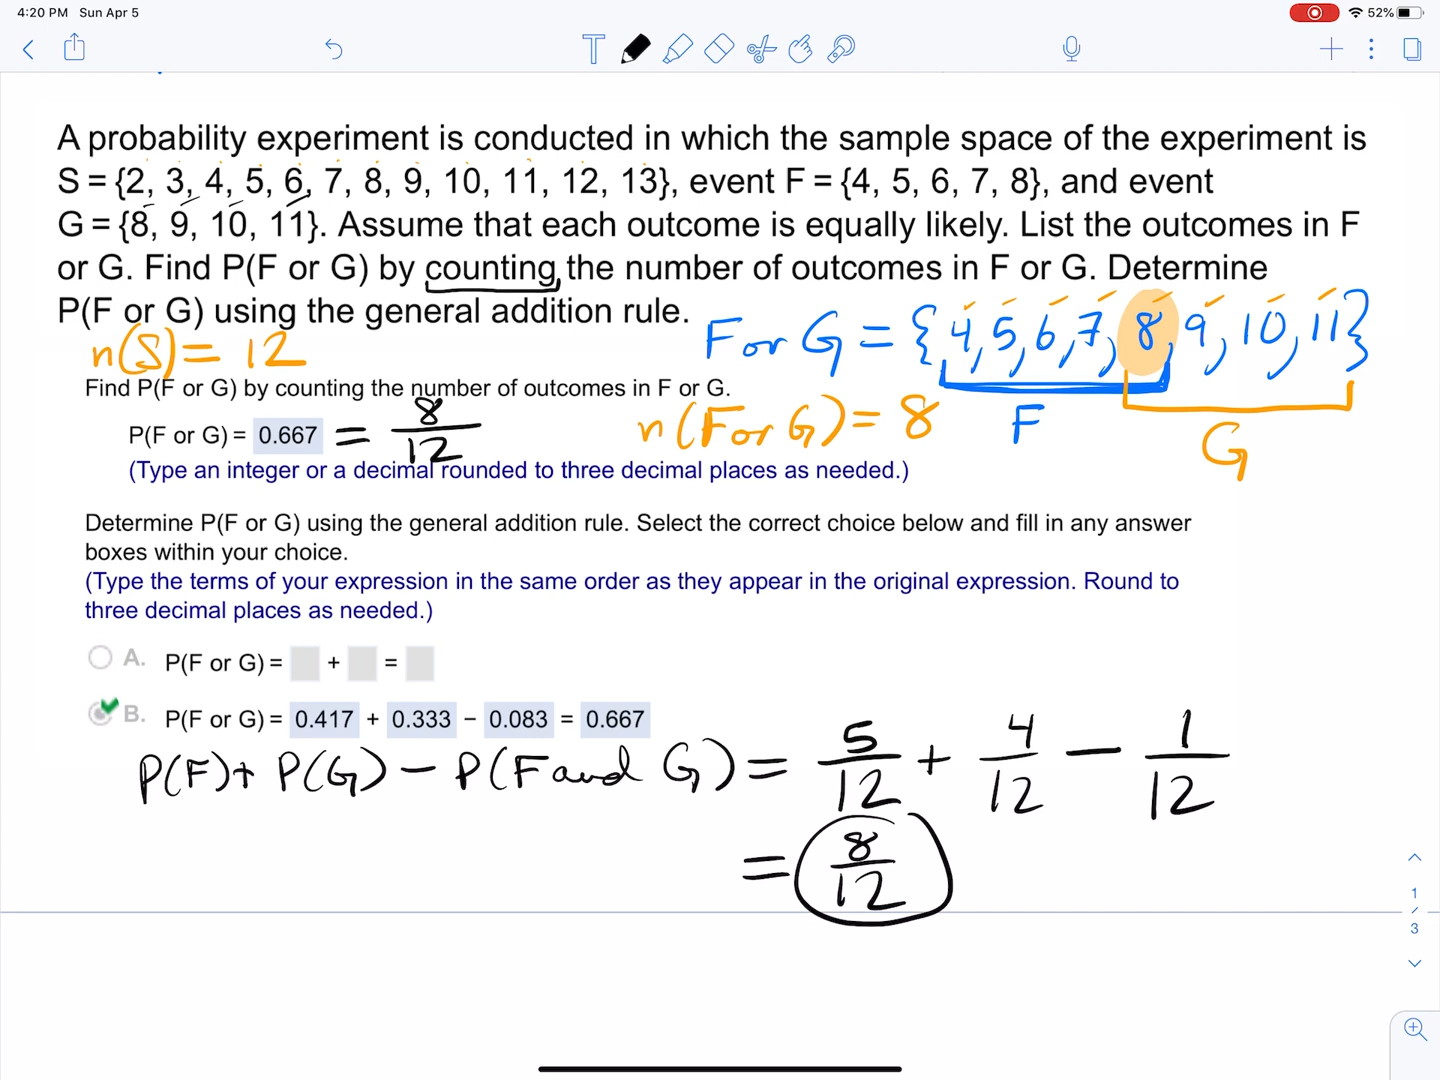 4:20 PM Sun Apr 5 52%
A probability experiment is conducted in which the sample space of the experiment is
S = {2, 3, 4, 5, 6, 7, 8, 9, 10, 11, 12, 13}, event F = {4, 5, 6, 7, 8}, and event
G = {8, 9, 10, 11}. Assume that each outcome is equally likely. List the outcomes in F
or G. Find P(F or G) by counting the number of outcomes in F or G. Determine
P(F or G) using the general addition rule.
F or G = {4, 5, 6, 7, 8, 9, 10, 11}
n(S) = 12
Find P(F or G) by counting the number of outcomes in F or G.
P(F or G) = 0.667 = 8/12
n(F or G) = 8
F
G
(Type an integer or a decimal rounded to three decimal places as needed.)
Determine P(F or G) using the general addition rule. Select the correct choice below and fill in any answer
boxes within your choice.
(Type the terms of your expression in the same order as they appear in the original expression. Round to
three decimal places as needed.)
A. P(F or G) = + =
B. P(F or G) = 0.417 + 0.333 − 0.083 = 0.667
P(F) + P(G) − P(F and G) = 5/12 + 4/12 − 1/12
= 8/12
1
/
3